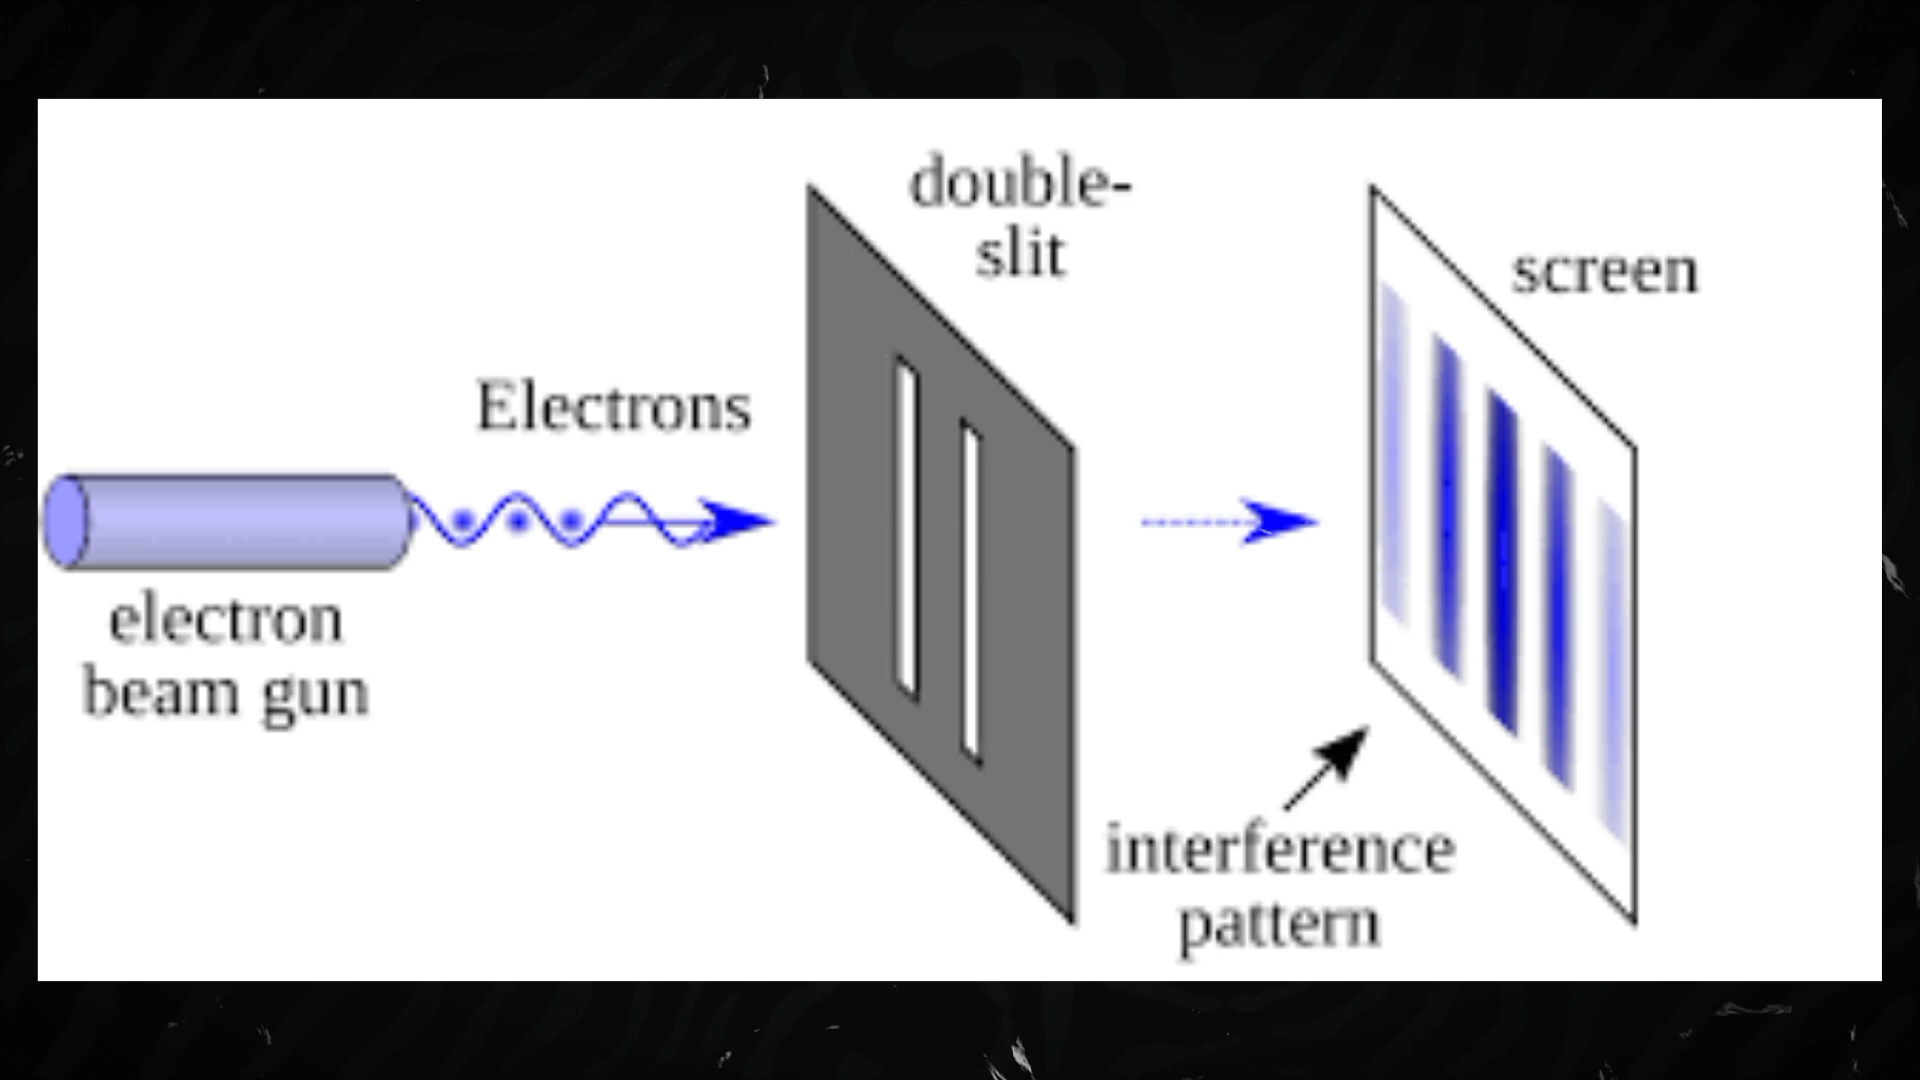 double-
slit
screen
Electrons
electron
beam gun
interference
pattern